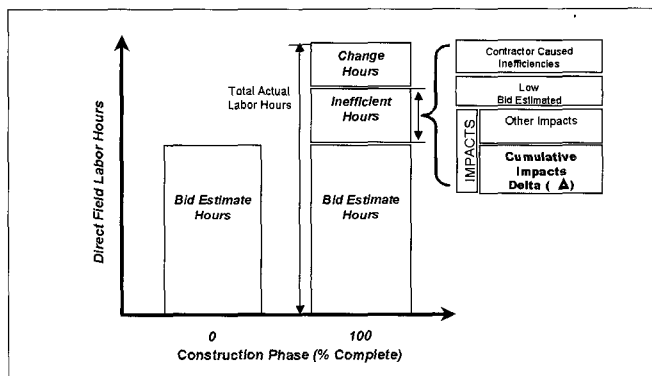 Direct Field Labor Hours
Total Actual
Labor Hours
Bid Estimate
Hours
Change
Hours
Inefficient
Hours
Bid Estimate
Hours
Contractor Caused
Inefficiencies
Low
Bid Estimated
IMPACTS
Other Impacts
Cumulative
Impacts
Delta ( Δ)
0
100
Construction Phase (% Complete)